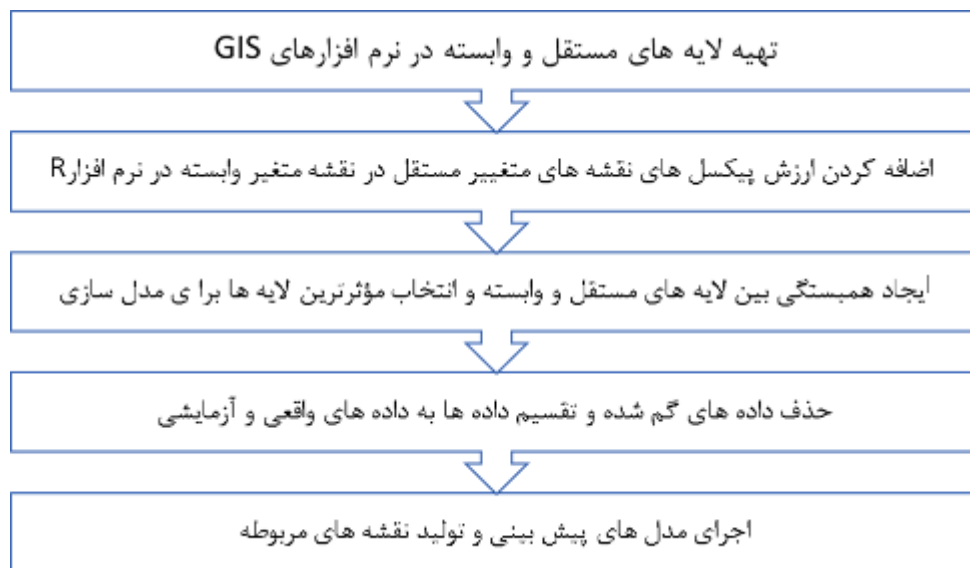 تهیه لایه های مستقل و وابسته در نرم افزارهای GIS
اضافه کردن ارزش پیکسل های نقشه های متغییر مستقل در نقشه متغیر وابسته در نرم افزارR
ایجاد همبستگی بین لایه های مستقل و وابسته و انتخاب مؤثرترین لایه ها برا ی مدل سازی
حذف داده های گم شده و تقسیم داده ها به داده های واقعی و آزمایشی
اجرای مدل های پیش بینی و تولید نقشه های مربوطه